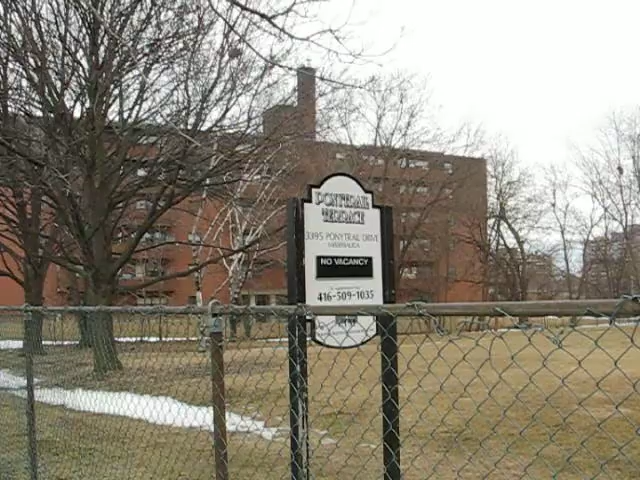 PONYTRAIL
TERRACE
3395 PONYTRAIL DRIVE
MISSISSAUGA
NO VACANCY
416-509-1035